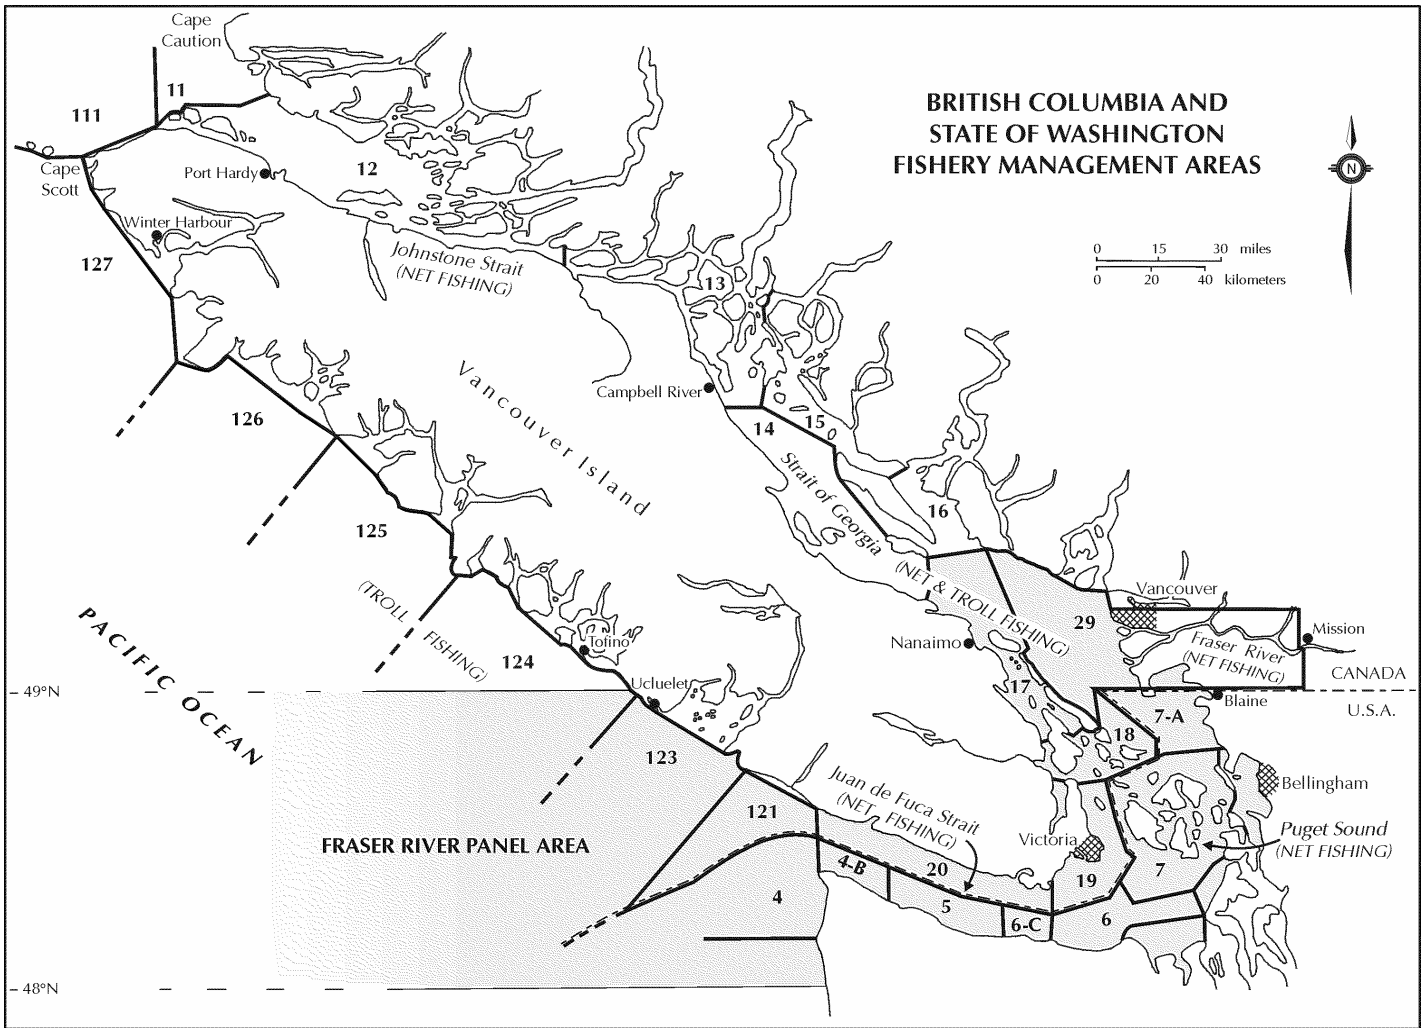 Cape
Caution
BRITISH COLUMBIA AND
STATE OF WASHINGTON
FISHERY MANAGEMENT AREAS
N
111
11
Cape
Scott
Port Hardy
12
Winter Harbour
127
Johnstone Strait
(NET FISHING)
13
0 15 30 miles
0 20 40 kilometers
Vancouver Island
Campbell River
126
14
15
Strait of Georgia
(NET & TROLL FISHING)
16
125
(TROLL FISHING)
PACIFIC OCEAN
124
Tofino
Ucluelet
Nanaimo
17
29
Vancouver
Fraser River
(NET FISHING)
Mission
CANADA
U.S.A.
49°N
Blaine
7-A
18
123
121
Juan de Fuca Strait
(NET FISHING)
Bellingham
Victoria
Puget Sound
(NET FISHING)
FRASER RIVER PANEL AREA
4-B
20
19
7
4
5
6-C
6
48°N